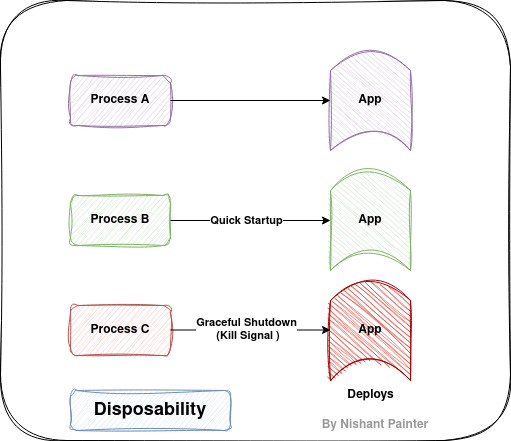 Process A
App
Process B
Quick Startup
App
Process C
Graceful Shutdown
(Kill Signal )
App
Deploys
Disposability
By Nishant Painter